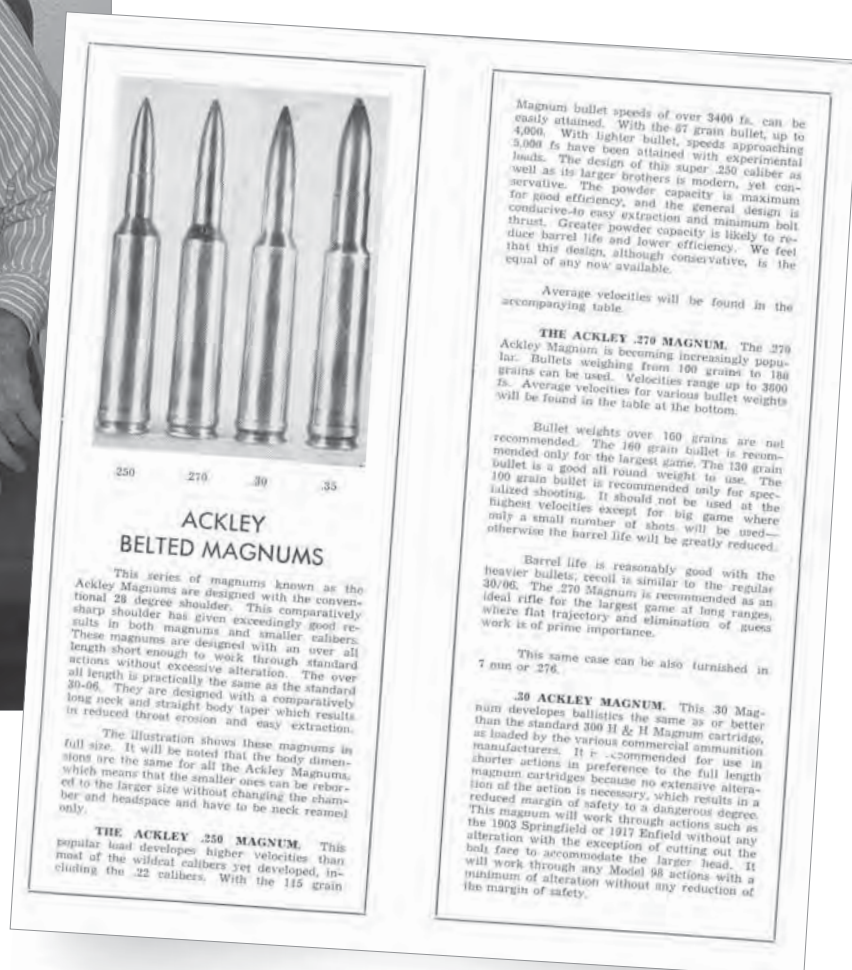 .250
.270
.30
.35
ACKLEY
BELTED MAGNUMS
This series of magnums known as the
Ackley Magnums are designed with the conven-
tional 28 degree shoulder. This comparatively
sharp shoulder has given exceedingly good re-
sults in both magnums and smaller calibers.
These magnums are designed with an over all
length short enough to work through standard
actions without excessive alteration. The over
all length is practically the same as the standard
30-06. They are designed with a comparatively
long neck and straight body taper which results
in reduced throat erosion and easy extraction.
The illustration shows these magnums in
full size. It will be noted that the body dimen-
sions are the same for all the Ackley Magnums,
which means that the smaller ones can be rebor-
ed to the larger size without changing the cham-
ber and headspace and have to be neck reamed
only.
THE ACKLEY .250 MAGNUM. This
popular load developes higher velocities than
most of the wildcat calibers yet developed, in-
cluding the .22 calibers. With the 115 grain
Magnum bullet speeds of over 3400 fs. can be
easily attained. With the 87 grain bullet, up to
4,000. With lighter bullet, speeds approaching
5,000 fs have been attained with experimental
loads. The design of this super .250 caliber as
well as its larger brothers is modern, yet con-
servative. The powder capacity is maximum
for good efficiency, and the general design is
conducive to easy extraction and minimum bolt
thrust. Greater powder capacity is likely to re-
duce barrel life and lower efficiency. We feel
that this design, although conservative, is the
equal of any now available.
Average velocities will be found in the
accompanying table.
THE ACKLEY .270 MAGNUM. The .270
Ackley Magnum is becoming increasingly popu-
lar. Bullets weighing from 100 grains to 180
grains can be used. Velocities range up to 3600
fs. Average velocities for various bullet weights
will be found in the table at the bottom.
Bullet weights over 160 grains are not
recommended. The 160 grain bullet is recom-
mended only for the largest game. The 130 grain
bullet is a good all round weight to use. The
100 grain bullet is recommended only for spec-
ialized shooting. It should not be used at the
highest velocities except for big game where
only a small number of shots will be used—
otherwise the barrel life will be greatly reduced.
Barrel life is reasonably good with the
heavier bullets, recoil is similar to the regular
30/06. The .270 Magnum is recommended as an
ideal rifle for the largest game at long ranges,
where flat trajectory and elimination of guess
work is of prime importance.
This same case can be also furnished in
7 mm or .276.
.30 ACKLEY MAGNUM. This .30 Mag-
num developes ballistics the same as or better
than the standard 300 H & H Magnum cartridge,
as loaded by the various commercial ammunition
manufacturers. It recommended for use in
shorter actions in preference to the full length
magnum cartridges because no extensive altera-
tion of the action is necessary, which results in a
reduced margin of safety to a dangerous degree.
This magnum will work through actions such as
the 1903 Springfield or 1917 Enfield without any
alteration with the exception of cutting out the
bolt face to accommodate the larger head. It
will work through any Model 98 actions with a
minimum of alteration without any reduction of
the margin of safety.